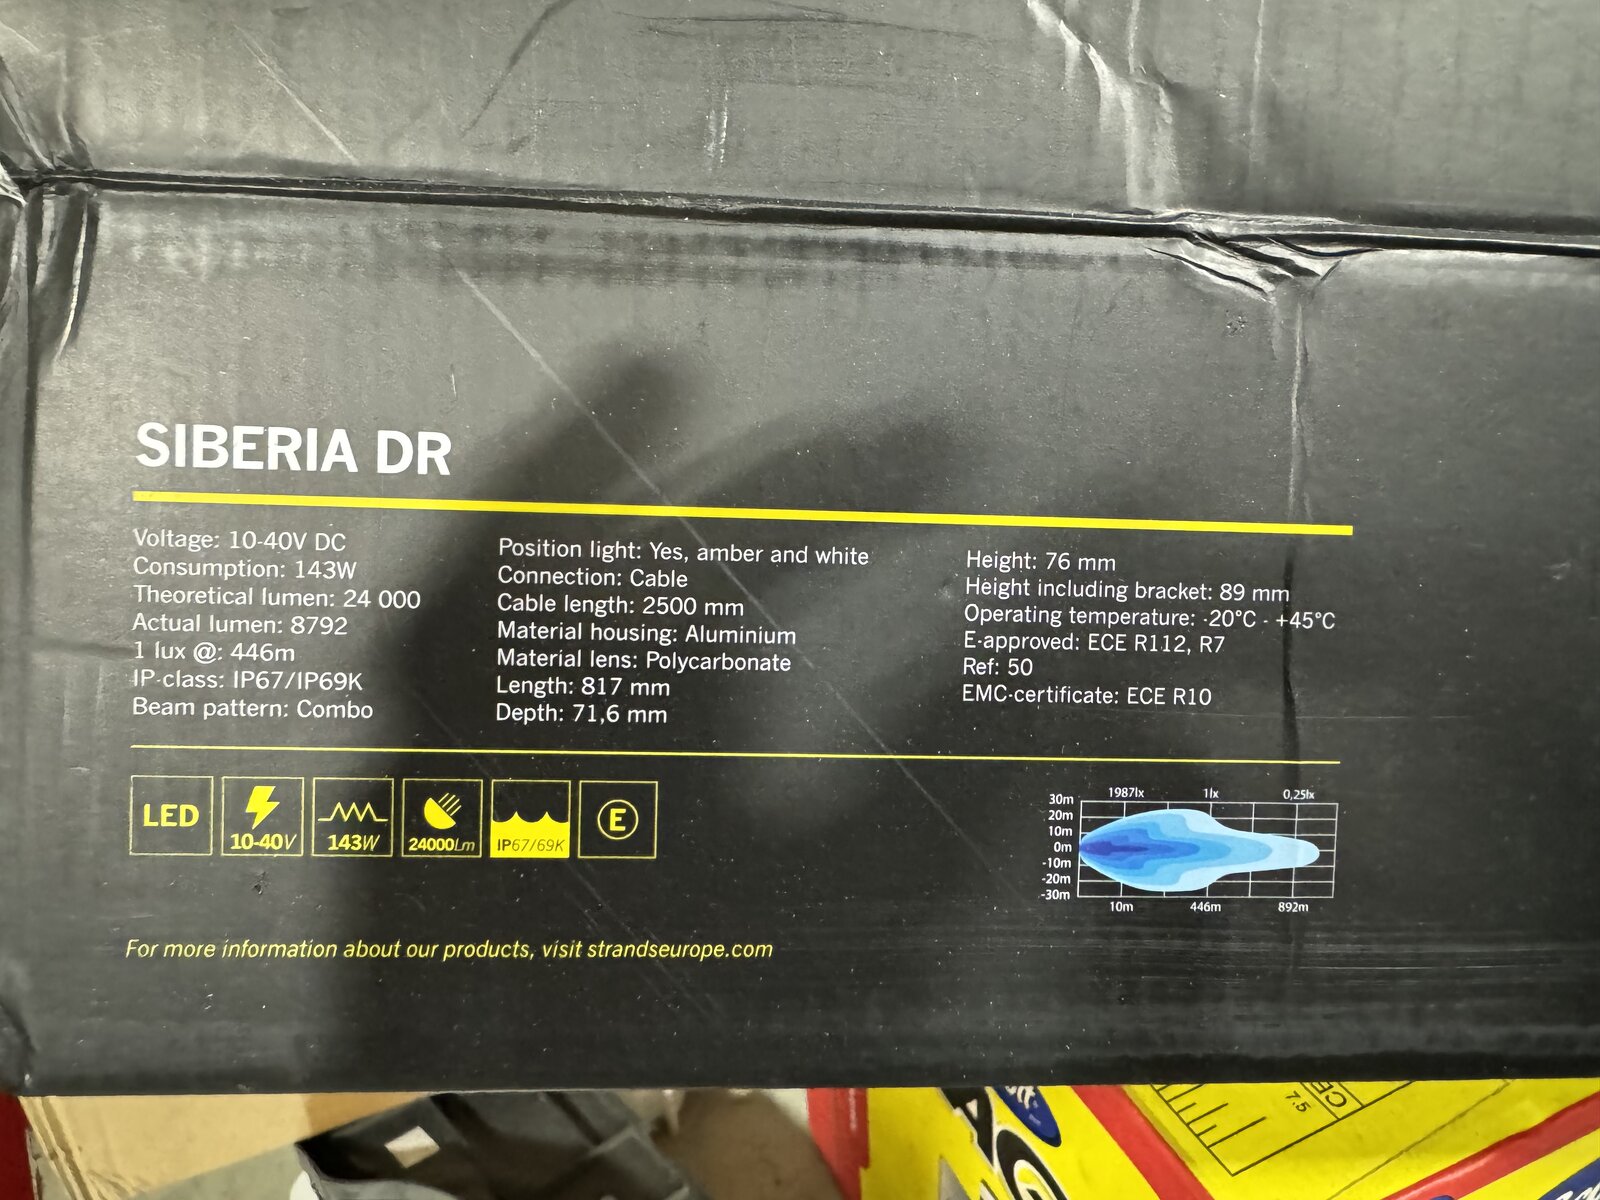 SIBERIA DR
Voltage: 10-40V DC
Consumption: 143W
Theoretical lumen: 24 000
Actual lumen: 8792
1 lux @: 446m
IP-class: IP67/IP69K
Beam pattern: Combo
Position light: Yes, amber and white
Connection: Cable
Cable length: 2500 mm
Material housing: Aluminium
Material lens: Polycarbonate
Length: 817 mm
Depth: 71,6 mm
Height: 76 mm
Height including bracket: 89 mm
Operating temperature: -20°C - +45°C
E-approved: ECE R112, R7
Ref: 50
EMC-certificate: ECE R10
LED
10-40V
143W
24000Lm
IP67/69K
E
1987lx 1lx 0,25lx
30m
20m
10m
0m
-10m
-20m
-30m
10m 446m 892m
For more information about our products, visit strandseurope.com
CE
7.5